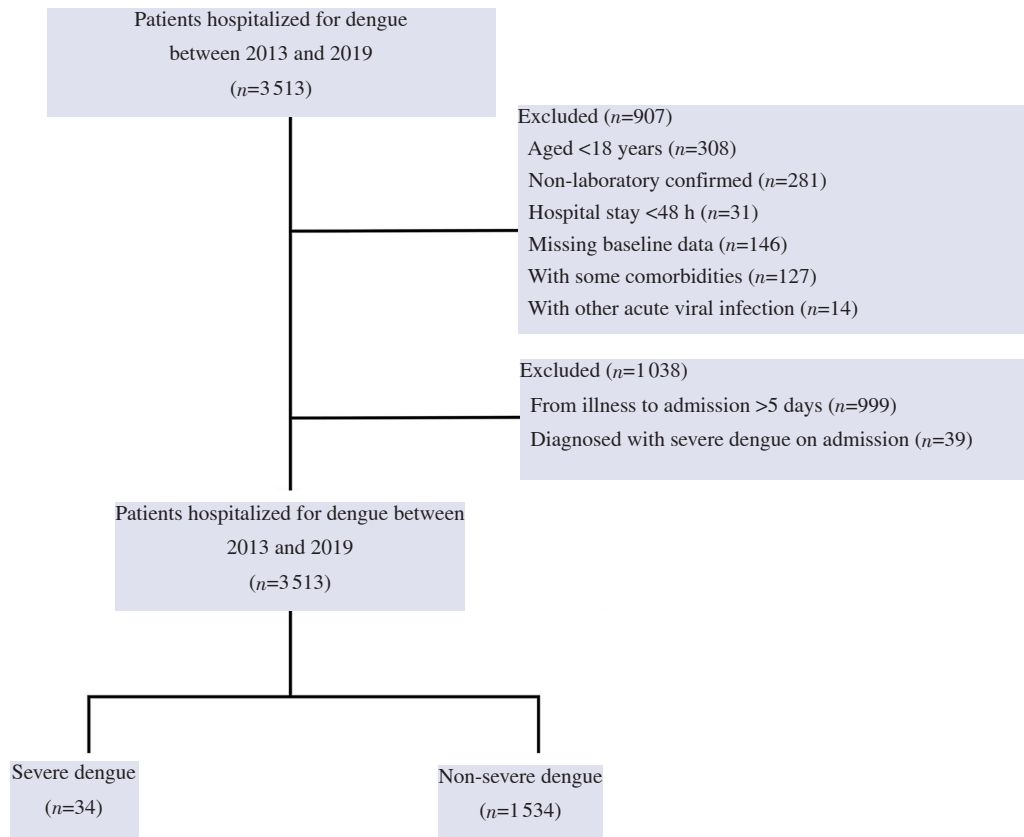 Patients hospitalized for dengue
between 2013 and 2019
(n=3 513)
Excluded (n=907)
Aged <18 years (n=308)
Non-laboratory confirmed (n=281)
Hospital stay <48 h (n=31)
Missing baseline data (n=146)
With some comorbidities (n=127)
With other acute viral infection (n=14)
Excluded (n=1 038)
From illness to admission >5 days (n=999)
Diagnosed with severe dengue on admission (n=39)
Patients hospitalized for dengue between
2013 and 2019
(n=3 513)
Severe dengue
(n=34)
Non-severe dengue
(n=1 534)